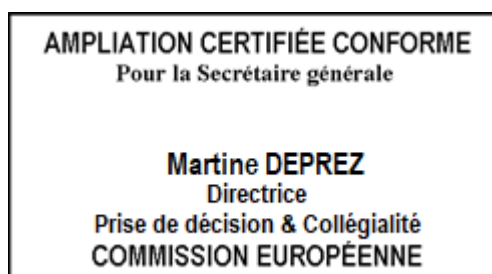 AMPLIATION CERTIFIÉE CONFORME
Pour la Secrétaire générale
Martine DEPREZ
Directrice
Prise de décision & Collégialité
COMMISSION EUROPÉENNE